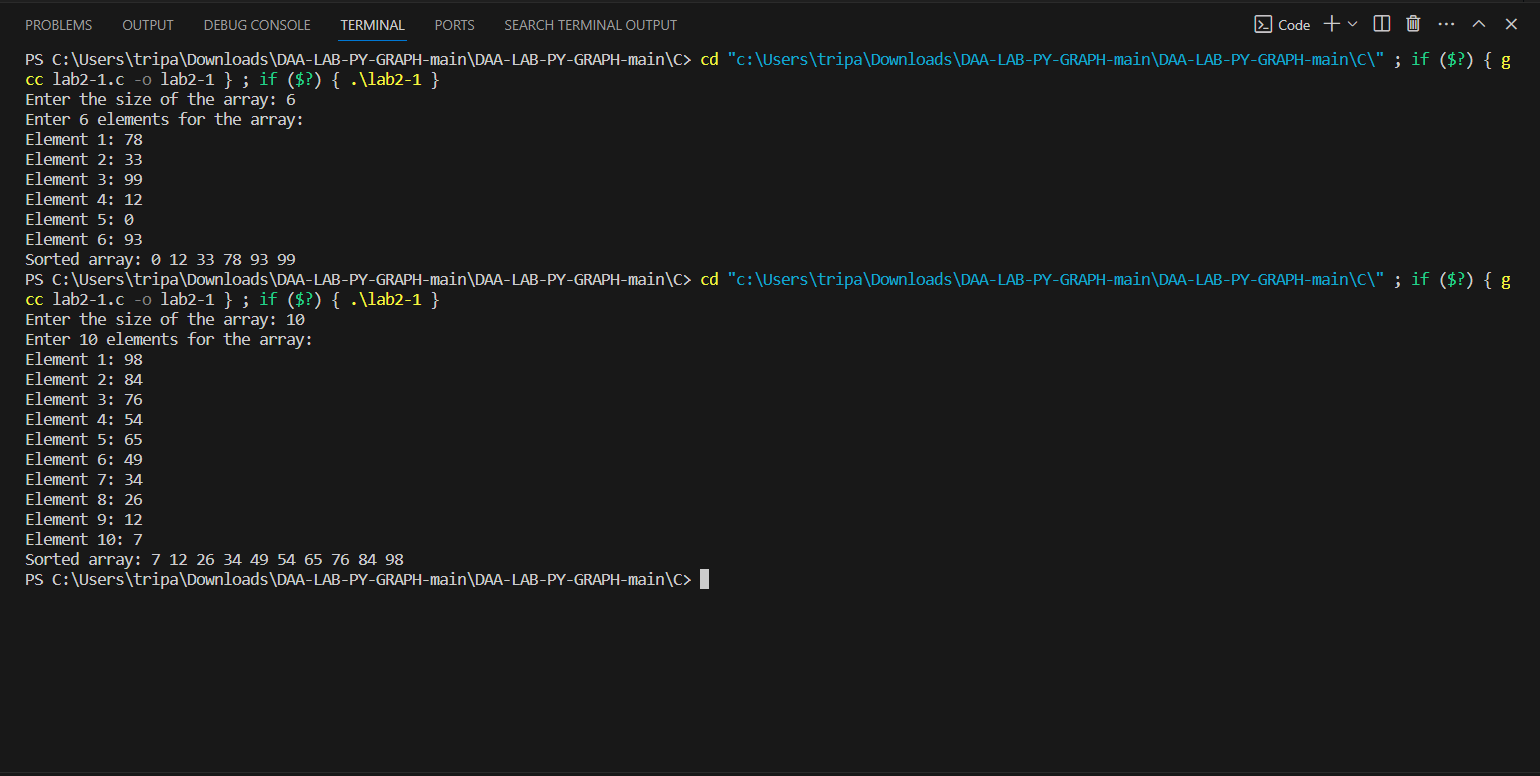 PROBLEMS OUTPUT DEBUG CONSOLE TERMINAL PORTS SEARCH TERMINAL OUTPUT Code
PS C:\Users\tripa\Downloads\DAA-LAB-PY-GRAPH-main\DAA-LAB-PY-GRAPH-main\C> cd "c:\Users\tripa\Downloads\DAA-LAB-PY-GRAPH-main\DAA-LAB-PY-GRAPH-main\C\" ; if ($?) { g
cc lab2-1.c -o lab2-1 } ; if ($?) { .\lab2-1 }
Enter the size of the array: 6
Enter 6 elements for the array:
Element 1: 78
Element 2: 33
Element 3: 99
Element 4: 12
Element 5: 0
Element 6: 93
Sorted array: 0 12 33 78 93 99
PS C:\Users\tripa\Downloads\DAA-LAB-PY-GRAPH-main\DAA-LAB-PY-GRAPH-main\C> cd "c:\Users\tripa\Downloads\DAA-LAB-PY-GRAPH-main\DAA-LAB-PY-GRAPH-main\C\" ; if ($?) { g
cc lab2-1.c -o lab2-1 } ; if ($?) { .\lab2-1 }
Enter the size of the array: 10
Enter 10 elements for the array:
Element 1: 98
Element 2: 84
Element 3: 76
Element 4: 54
Element 5: 65
Element 6: 49
Element 7: 34
Element 8: 26
Element 9: 12
Element 10: 7
Sorted array: 7 12 26 34 49 54 65 76 84 98
PS C:\Users\tripa\Downloads\DAA-LAB-PY-GRAPH-main\DAA-LAB-PY-GRAPH-main\C>